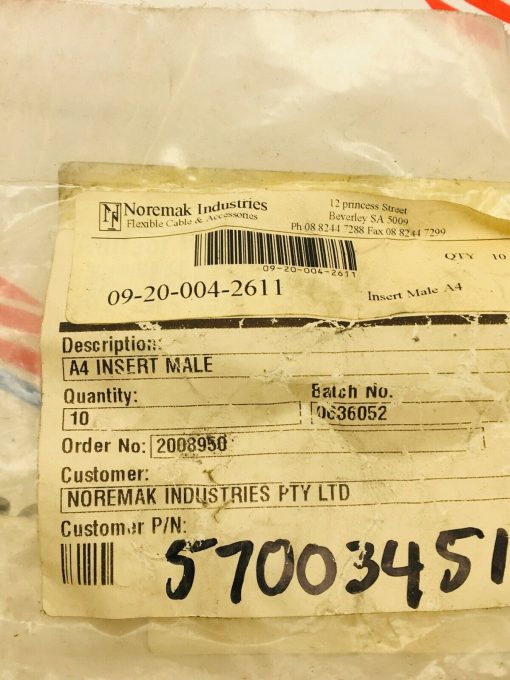 Noremak Industries
Flexible Cable & Accessories
12 princess Street
Beverley SA 5009
Ph 08 8244 7288 Fax 08 8244 7299
09-20-004-2611
QTY 10
09-20-004-2611
Insert Male A4
Description:
A4 INSERT MALE
Quantity:
Batch No.
10
0636052
Order No: 2008950
Customer:
NOREMAK INDUSTRIES PTY LTD
Customer P/N:
57003451